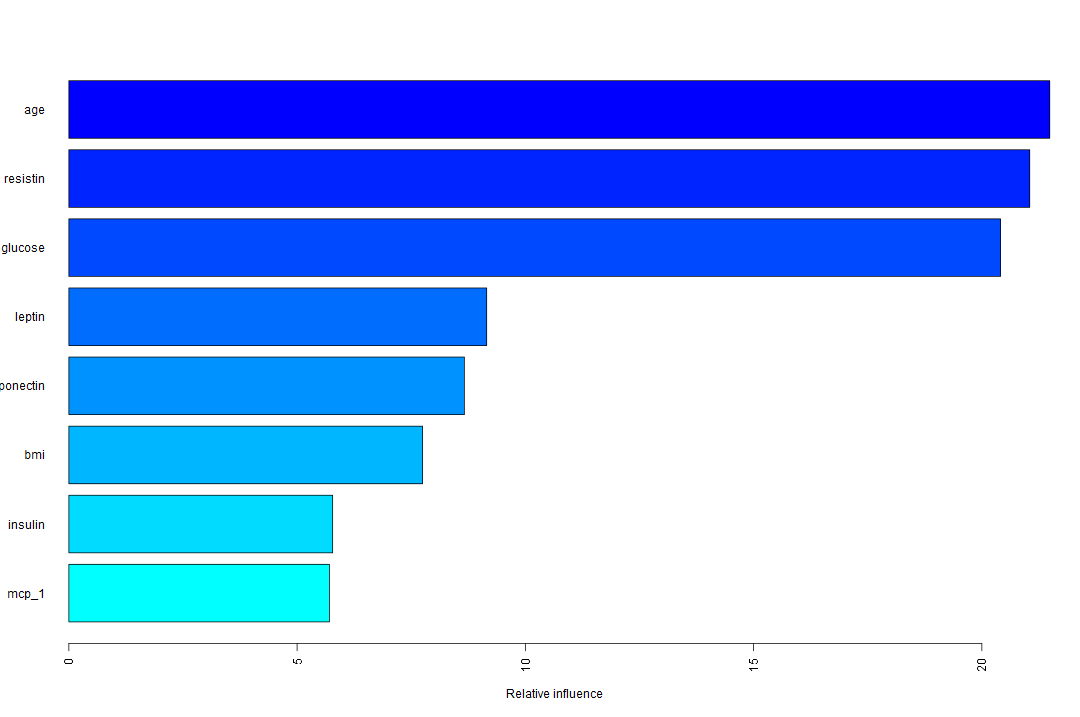 age
resistin
glucose
leptin
ponectin
bmi
insulin
mcp_1
0
5
10
15
20
Relative influence